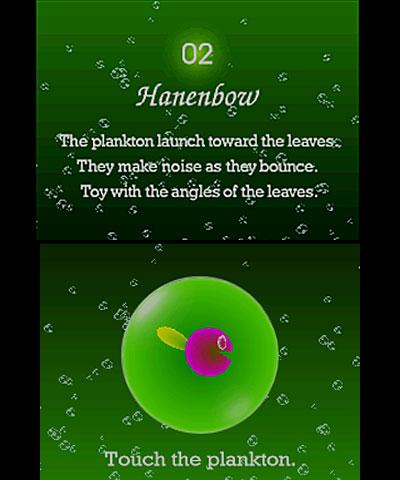 02
Hanenbow
The plankton launch toward the leaves.
They make noise as they bounce.
Toy with the angles of the leaves.
Touch the plankton.